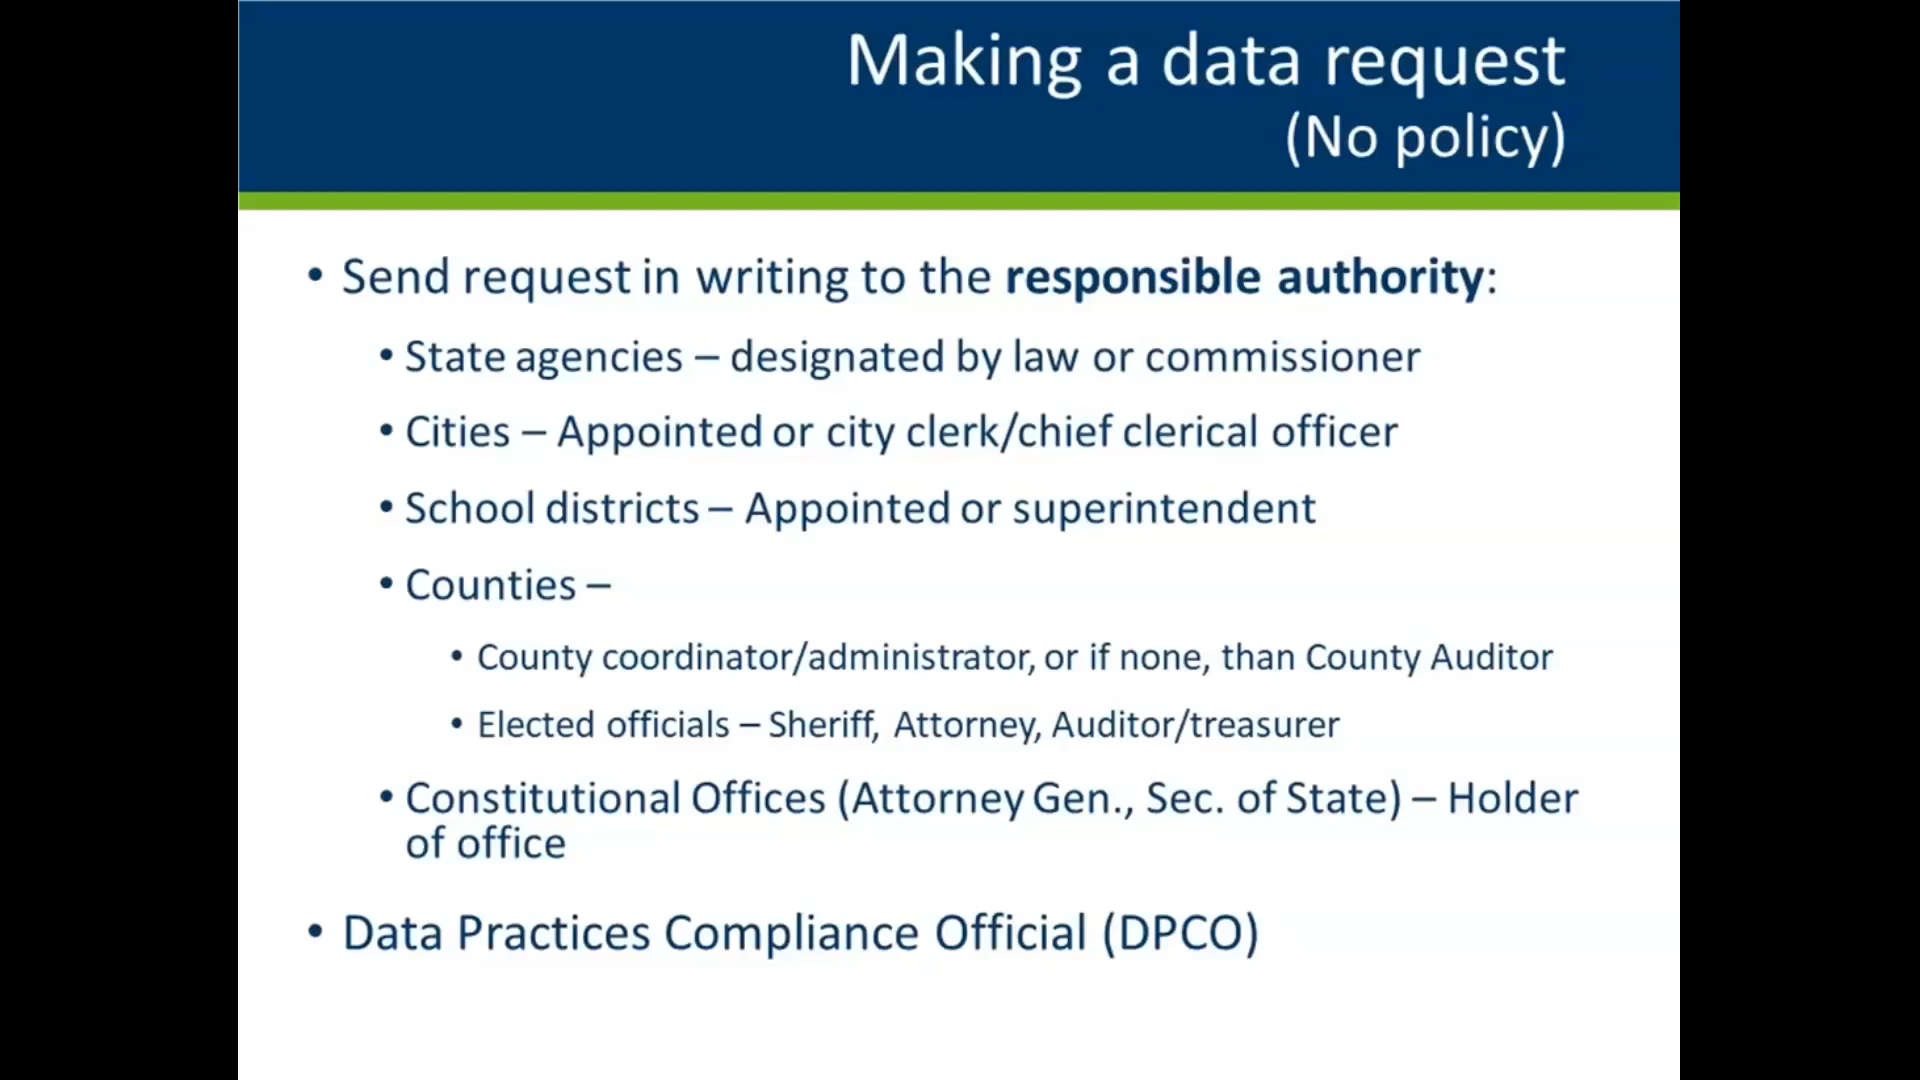 Making a data request
(No policy)
• Send request in writing to the responsible authority:
• State agencies – designated by law or commissioner
• Cities – Appointed or city clerk/chief clerical officer
• School districts – Appointed or superintendent
• Counties –
• County coordinator/administrator, or if none, than County Auditor
• Elected officials – Sheriff, Attorney, Auditor/treasurer
• Constitutional Offices (Attorney Gen., Sec. of State) – Holder
of office
• Data Practices Compliance Official (DPCO)